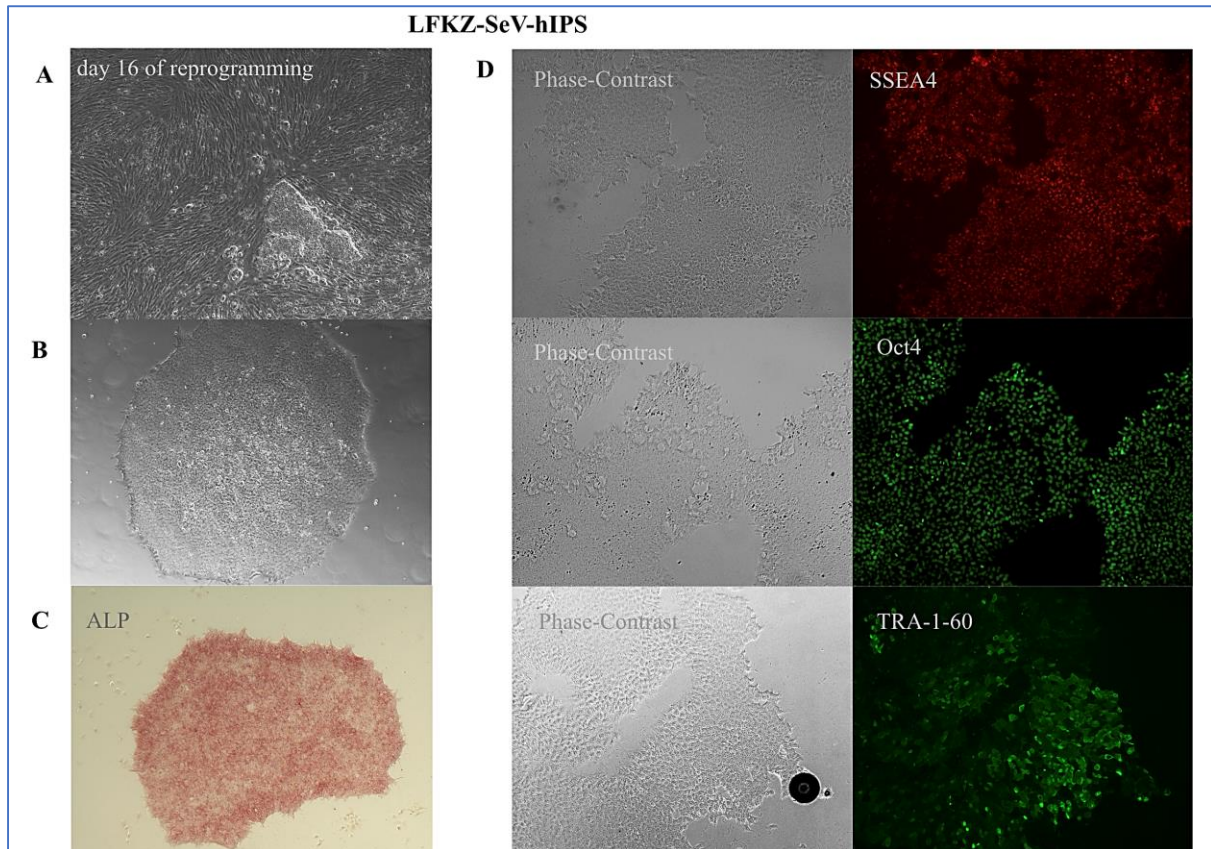 LFKZ-SeV-hIPS
A
day 16 of reprogramming
B
C
ALP
D
Phase-Contrast
SSEA4
Phase-Contrast
Oct4
Phase-Contrast
TRA-1-60